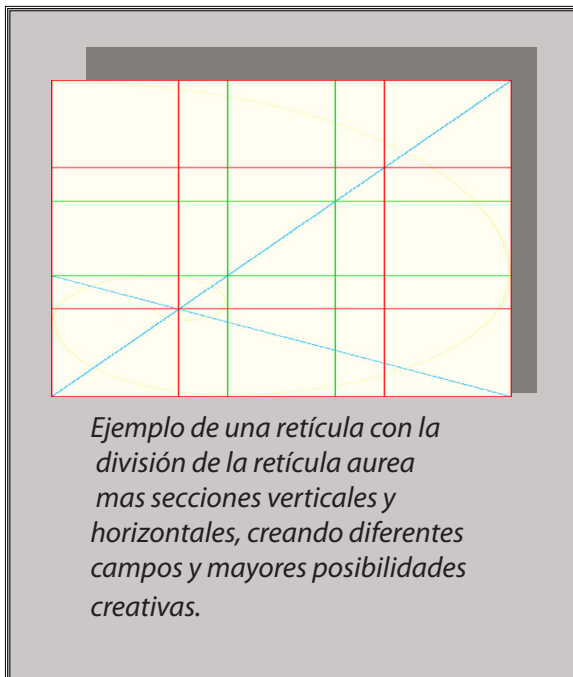 Ejemplo de una retícula con la
división de la retícula aurea
mas secciones verticales y
horizontales, creando diferentes
campos y mayores posibilidades
creativas.